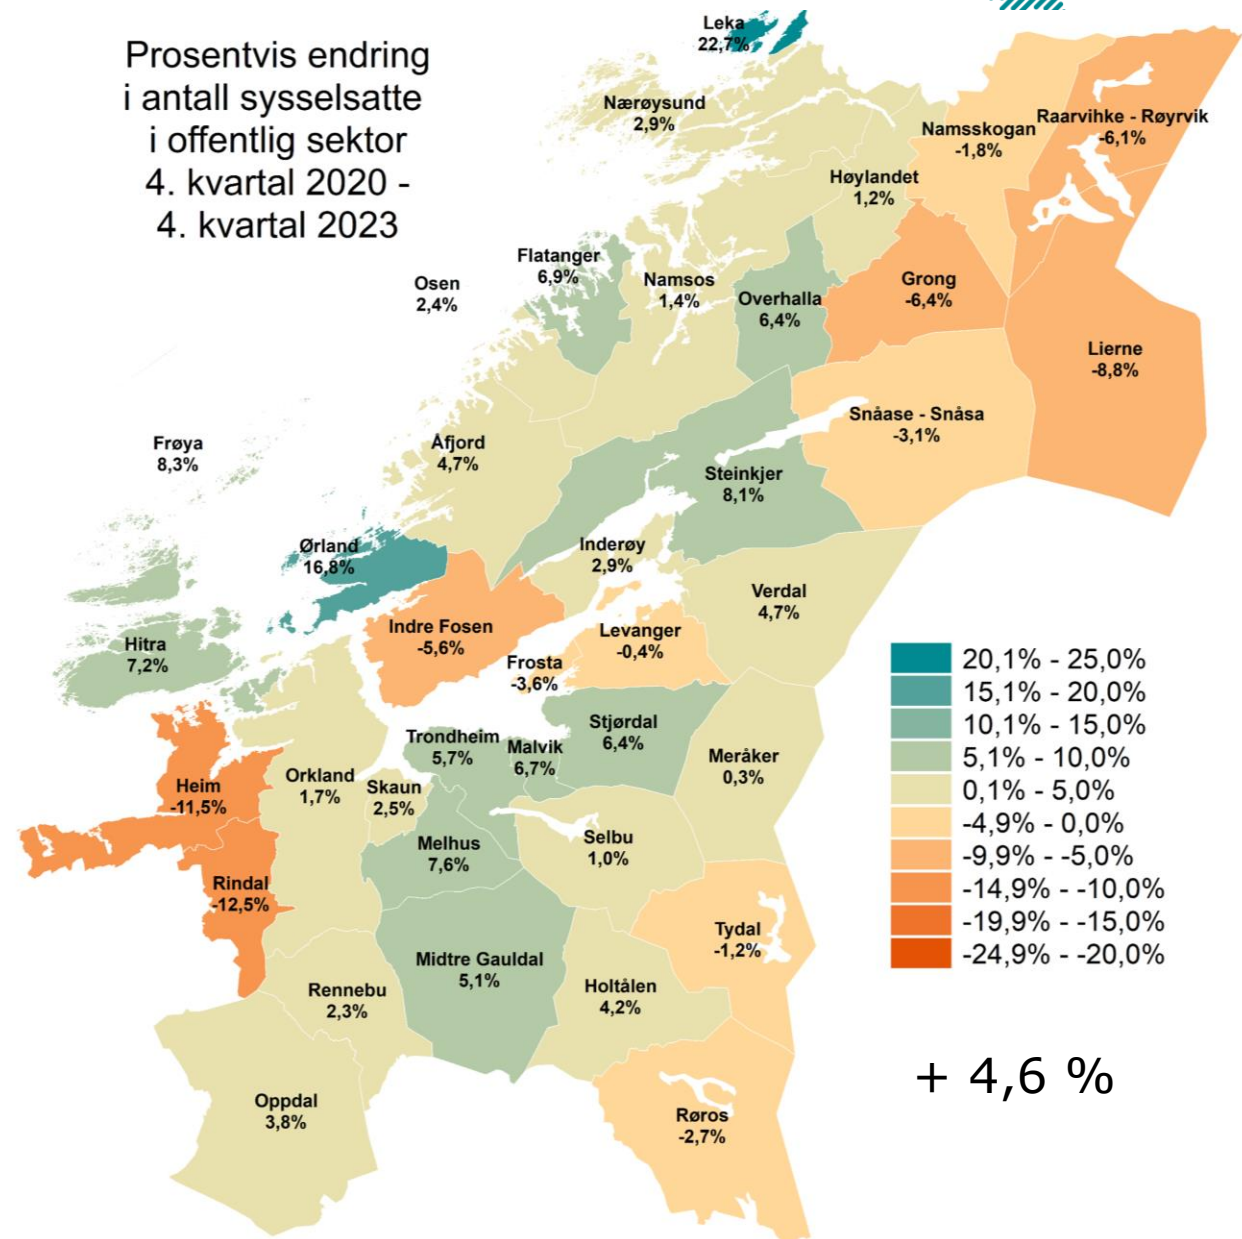 Prosentvis endring
i antall sysselsatte
i offentlig sektor
4. kvartal 2020 -
4. kvartal 2023
Leka
22,7%
Nærøysund
2,9%
Namsskogan
-1,8%
Raarvihke - Røyrvik
-6,1%
Høylandet
1,2%
Flatanger
6,9%
Osen
2,4%
Namsos
1,4%
Overhalla
6,4%
Grong
-6,4%
Lierne
-8,8%
Snåase - Snåsa
-3,1%
Frøya
8,3%
Åfjord
4,7%
Steinkjer
8,1%
Ørland
16,8%
Inderøy
2,9%
Verdal
4,7%
Indre Fosen
-5,6%
Levanger
-0,4%
Hitra
7,2%
Frosta
-3,6%
Stjørdal
6,4%
Trondheim
5,7%
Malvik
6,7%
Meråker
0,3%
Heim
-11,5%
Orkland
1,7%
Skaun
2,5%
Melhus
7,6%
Selbu
1,0%
Rindal
-12,5%
Tydal
-1,2%
Midtre Gauldal
5,1%
Rennebu
2,3%
Holtålen
4,2%
Oppdal
3,8%
Røros
-2,7%
20,1% - 25,0%
15,1% - 20,0%
10,1% - 15,0%
5,1% - 10,0%
0,1% - 5,0%
-4,9% - 0,0%
-9,9% - -5,0%
-14,9% - -10,0%
-19,9% - -15,0%
-24,9% - -20,0%
+ 4,6 %